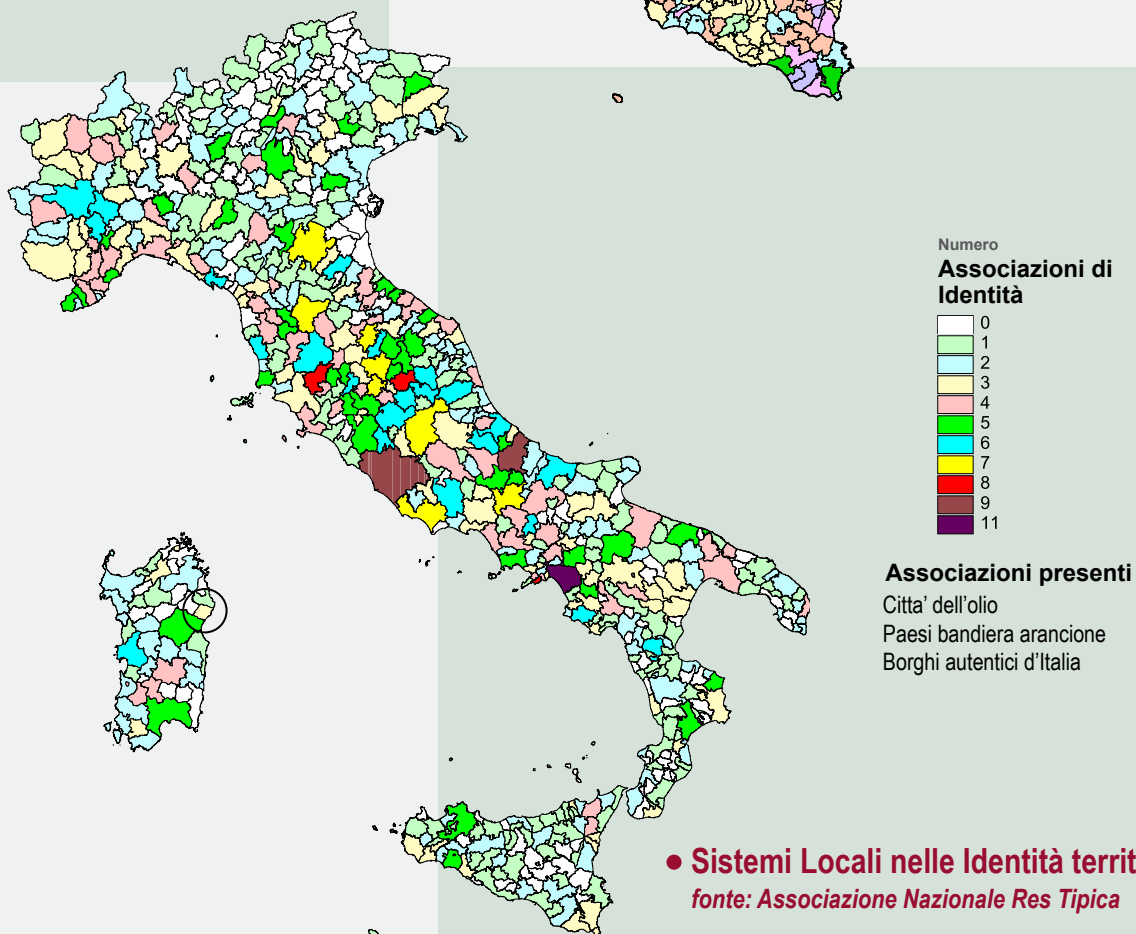 Numero
Associazioni di
Identità
0
1
2
3
4
5
6
7
8
9
11
Associazioni presenti
Citta' dell'olio
Paesi bandiera arancione
Borghi autentici d'Italia
• Sistemi Locali nelle Identità territ
fonte: Associazione Nazionale Res Tipica